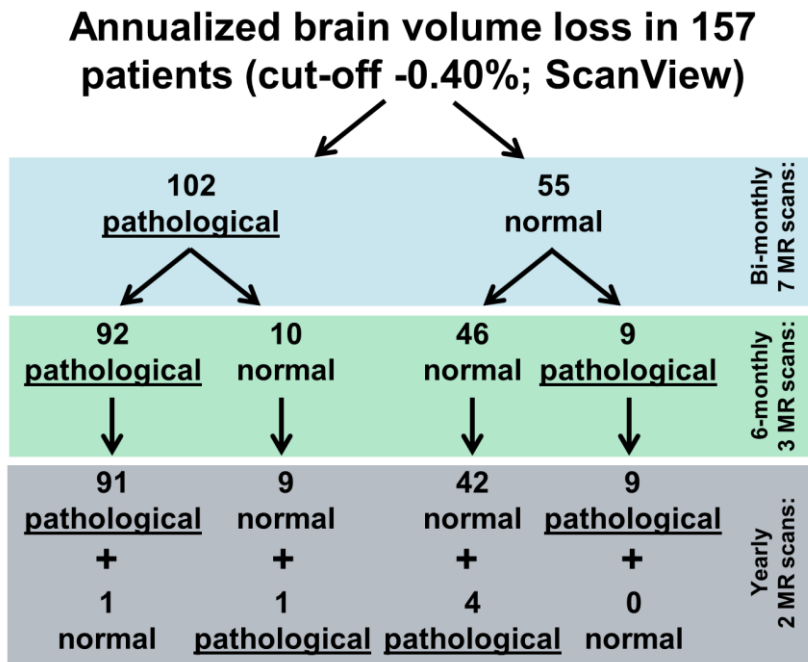 Annualized brain volume loss in 157
patients (cut-off -0.40%; ScanView)
102
pathological
55
normal
Bi-monthly
7 MR scans:
92
pathological
10
normal
46
normal
9
pathological
6-monthly
3 MR scans:
91
pathological
+
1
normal
9
normal
+
1
pathological
42
normal
+
4
pathological
9
pathological
+
0
normal
Yearly
2 MR scans: